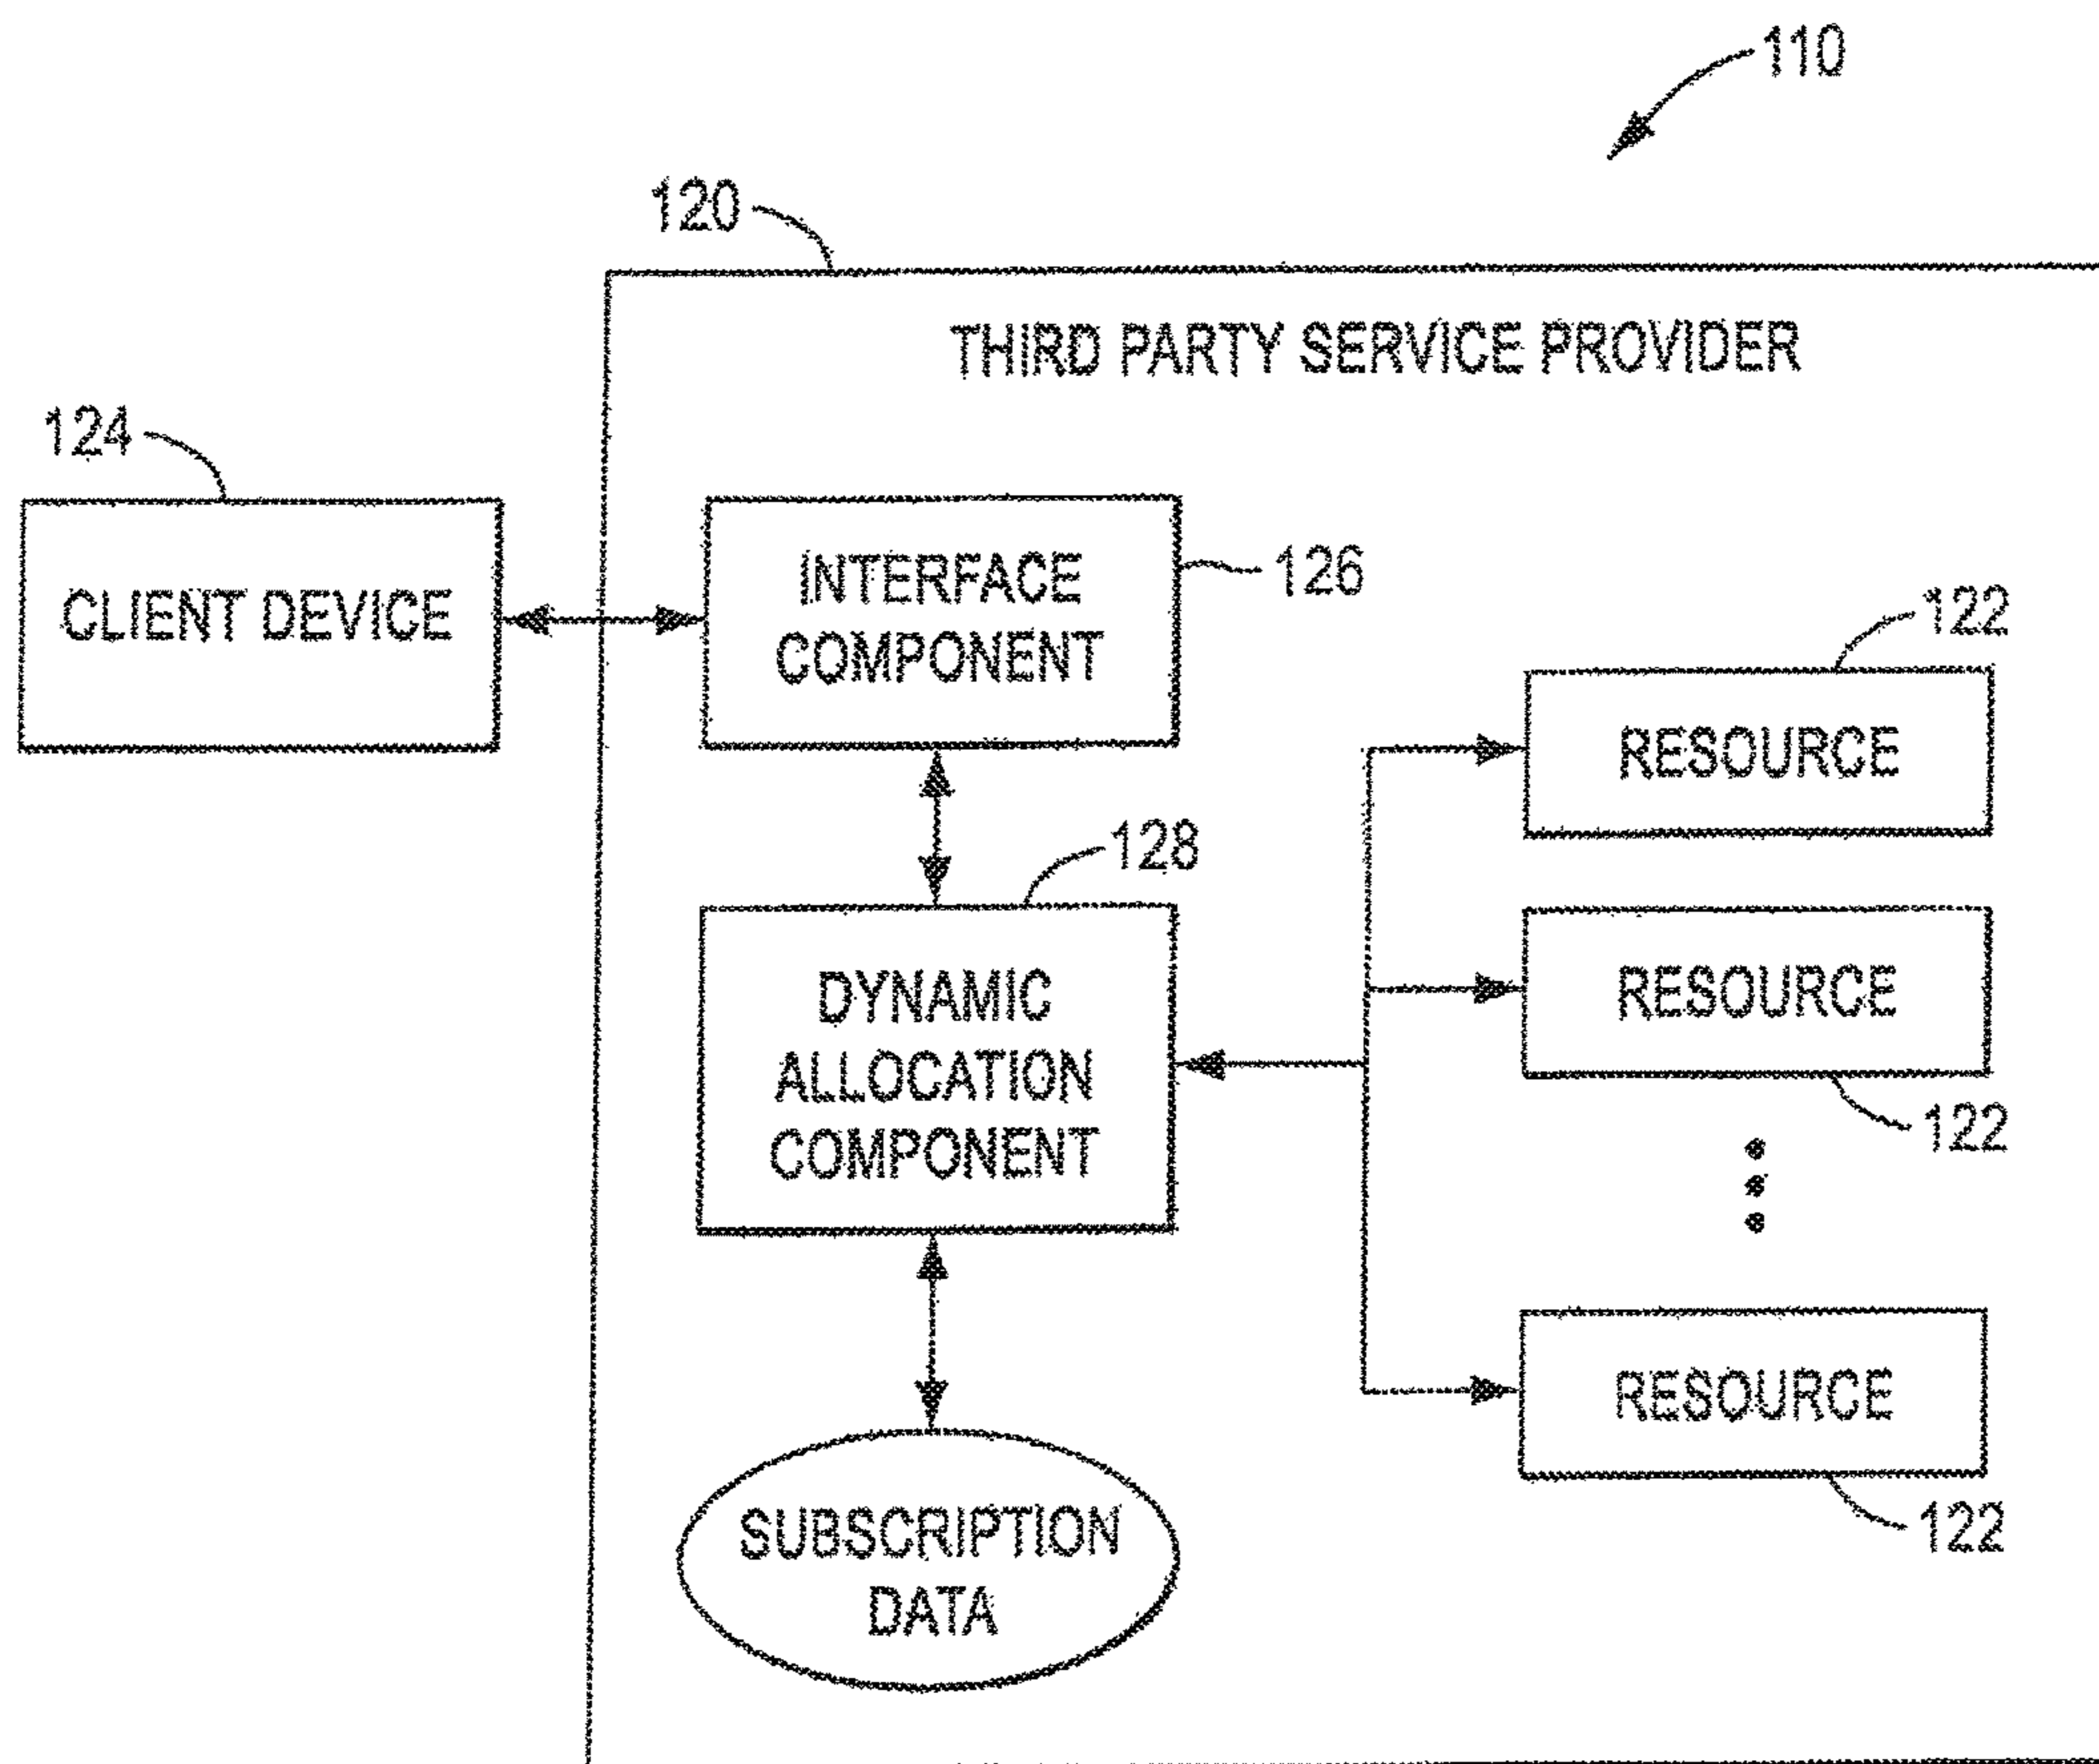 110
120
THIRD PARTY SERVICE PROVIDER
124
CLIENT DEVICE
INTERFACE
COMPONENT
126
122
RESOURCE
128
DYNAMIC
ALLOCATION
COMPONENT
RESOURCE
122
RESOURCE
122
SUBSCRIPTION
DATA